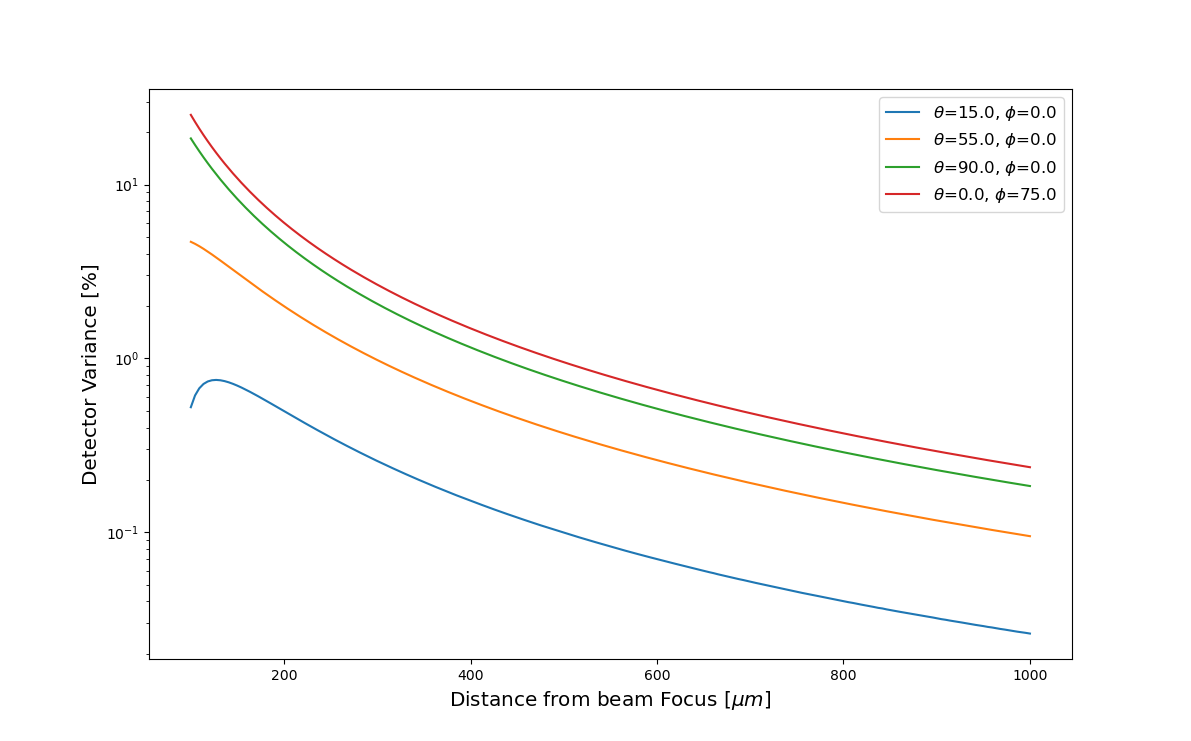 θ=15.0, ϕ=0.0
θ=55.0, ϕ=0.0
θ=90.0, ϕ=0.0
θ=0.0, ϕ=75.0
Detector Variance [%]
10¹
10⁰
10⁻¹
200 400 600 800 1000
Distance from beam Focus [μm]